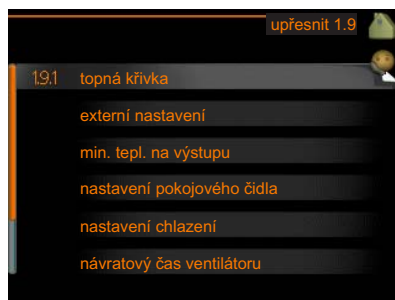 upřesnit 1.9
1.9.1 topná křivka
externí nastavení
min. tepl. na výstupu
nastavení pokojového čidla
nastavení chlazení
návratový čas ventilátoru